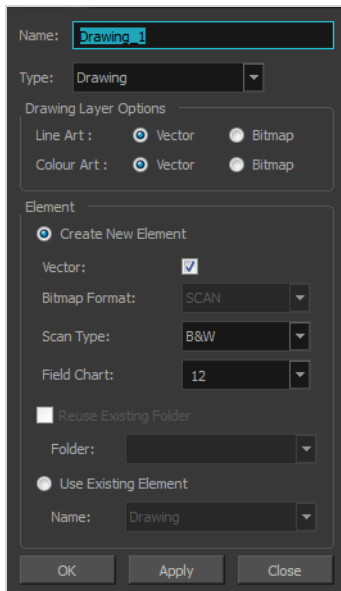 Name: Drawing_1
Type: Drawing
Drawing Layer Options
Line Art : Vector Bitmap
Colour Art : Vector Bitmap
Element
Create New Element
Vector:
Bitmap Format: SCAN
Scan Type: B&W
Field Chart: 12
Reuse Existing Folder
Folder:
Use Existing Element
Name: Drawing
OK Apply Close